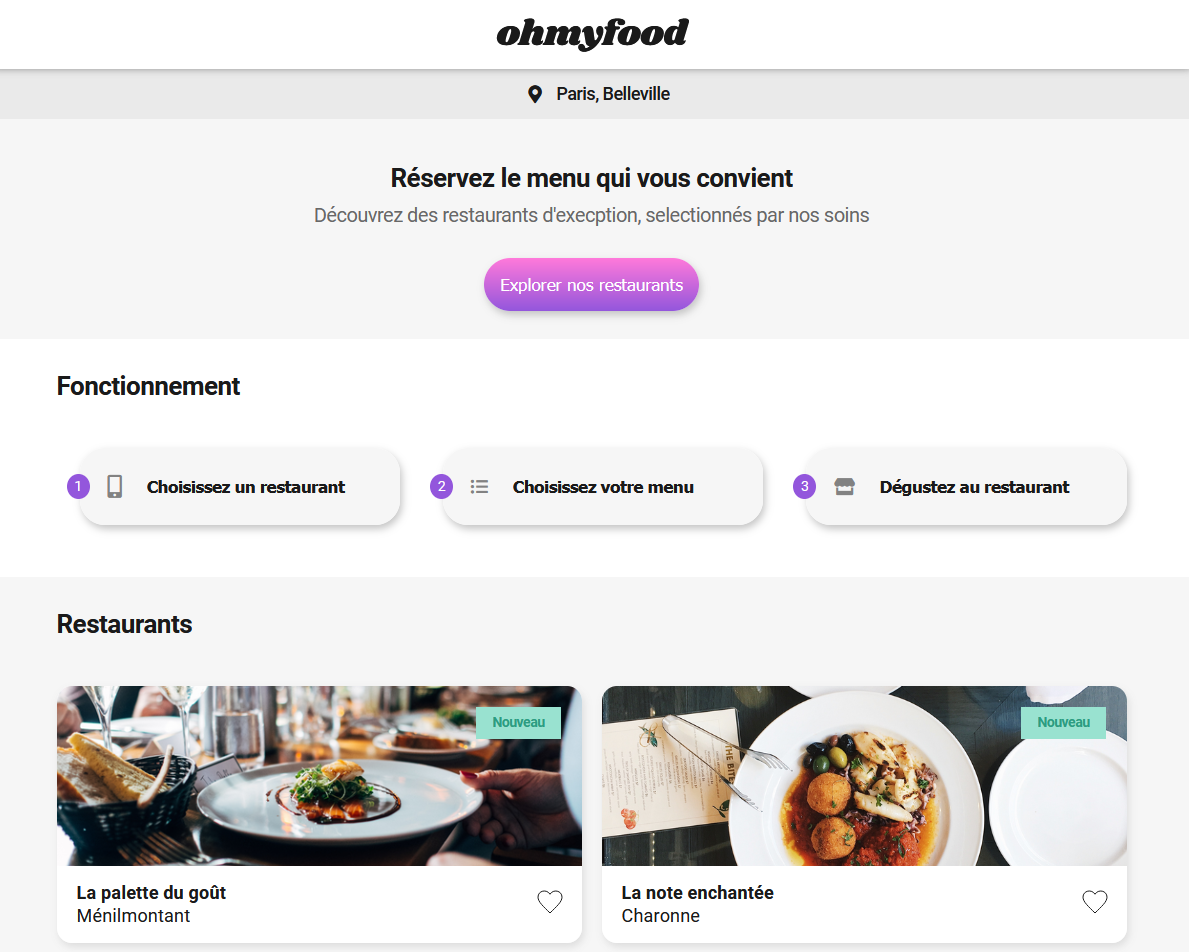 ohmyfood
Paris, Belleville
Réservez le menu qui vous convient
Découvrez des restaurants d'execption, selectionnés par nos soins
Explorer nos restaurants
Fonctionnement
1 Choisissez un restaurant
2 Choisissez votre menu
3 Dégustez au restaurant
Restaurants
Nouveau
THE BITE
La palette du goût
Ménilmontant
Nouveau
La note enchantée
Charonne